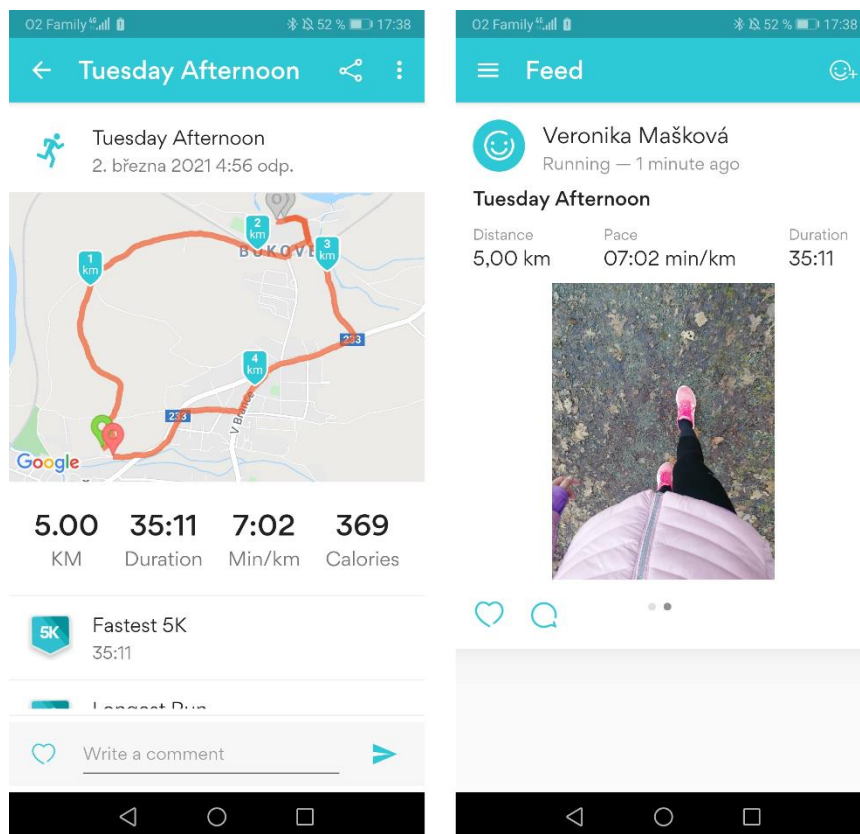 O2 Family 52 % 17:38
Tuesday Afternoon
Tuesday Afternoon
2. března 2021 4:56 odp.
2
km
BUKOVE
3
km
1
km
233
4
km
233
V Brance
Google
5.00 35:11 7:02 369
KM Duration Min/km Calories
5K Fastest 5K
35:11
Longest Run
Write a comment
O2 Family 52 % 17:38
Feed
Veronika Mašková
Running — 1 minute ago
Tuesday Afternoon
Distance Pace Duration
5,00 km 07:02 min/km 35:11